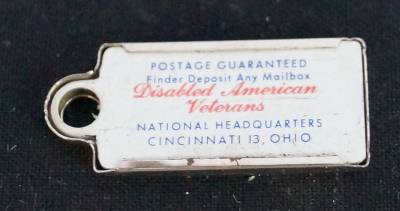 POSTAGE GUARANTEED
Finder Deposit Any Mailbox
Disabled American
Veterans
NATIONAL HEADQUARTERS
CINCINNATI 13, OHIO